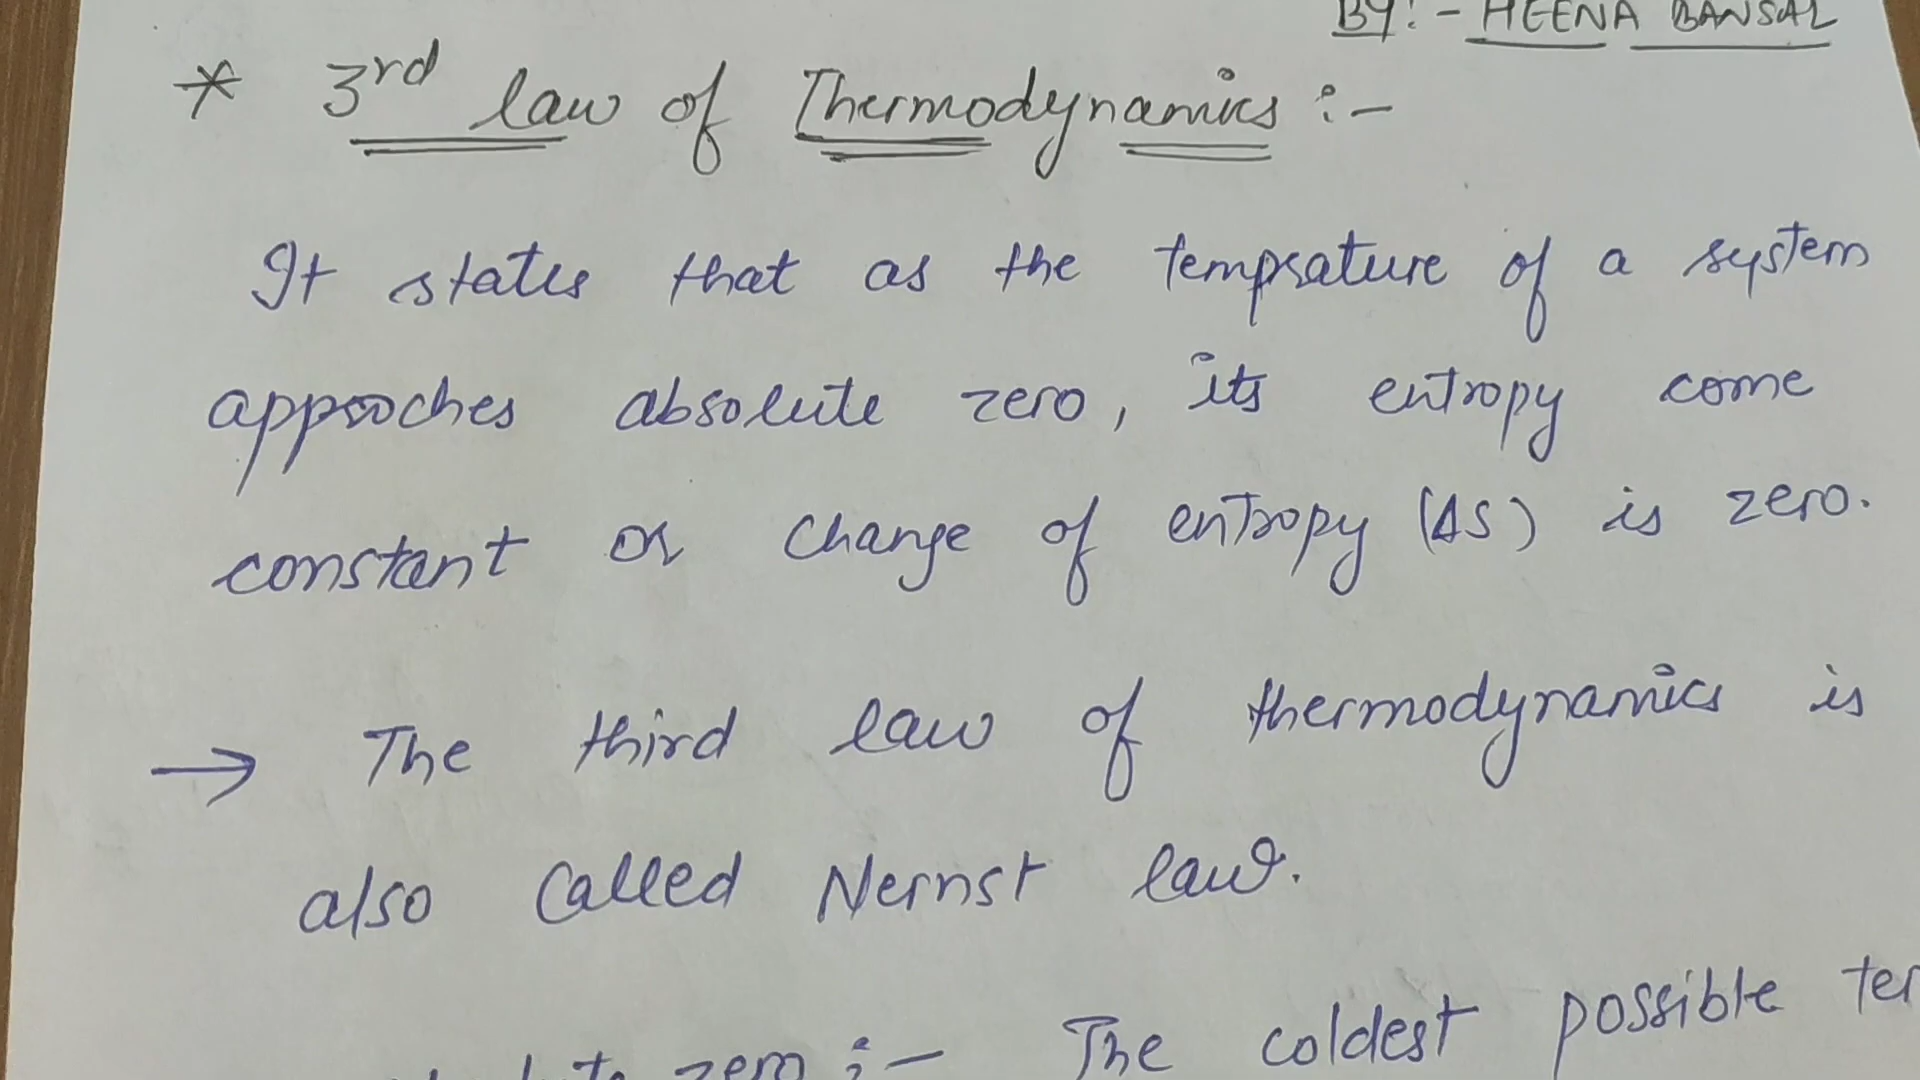 By:- HEENA BANSAL
* 3rd law of Thermodynamics :-
It states that as the temprature of a system
approches absolute zero, its entropy come
constant or change of entropy (ΔS) is zero.
→ The third law of thermodynamics is
also called Nernst law.
zero :- The coldest possible